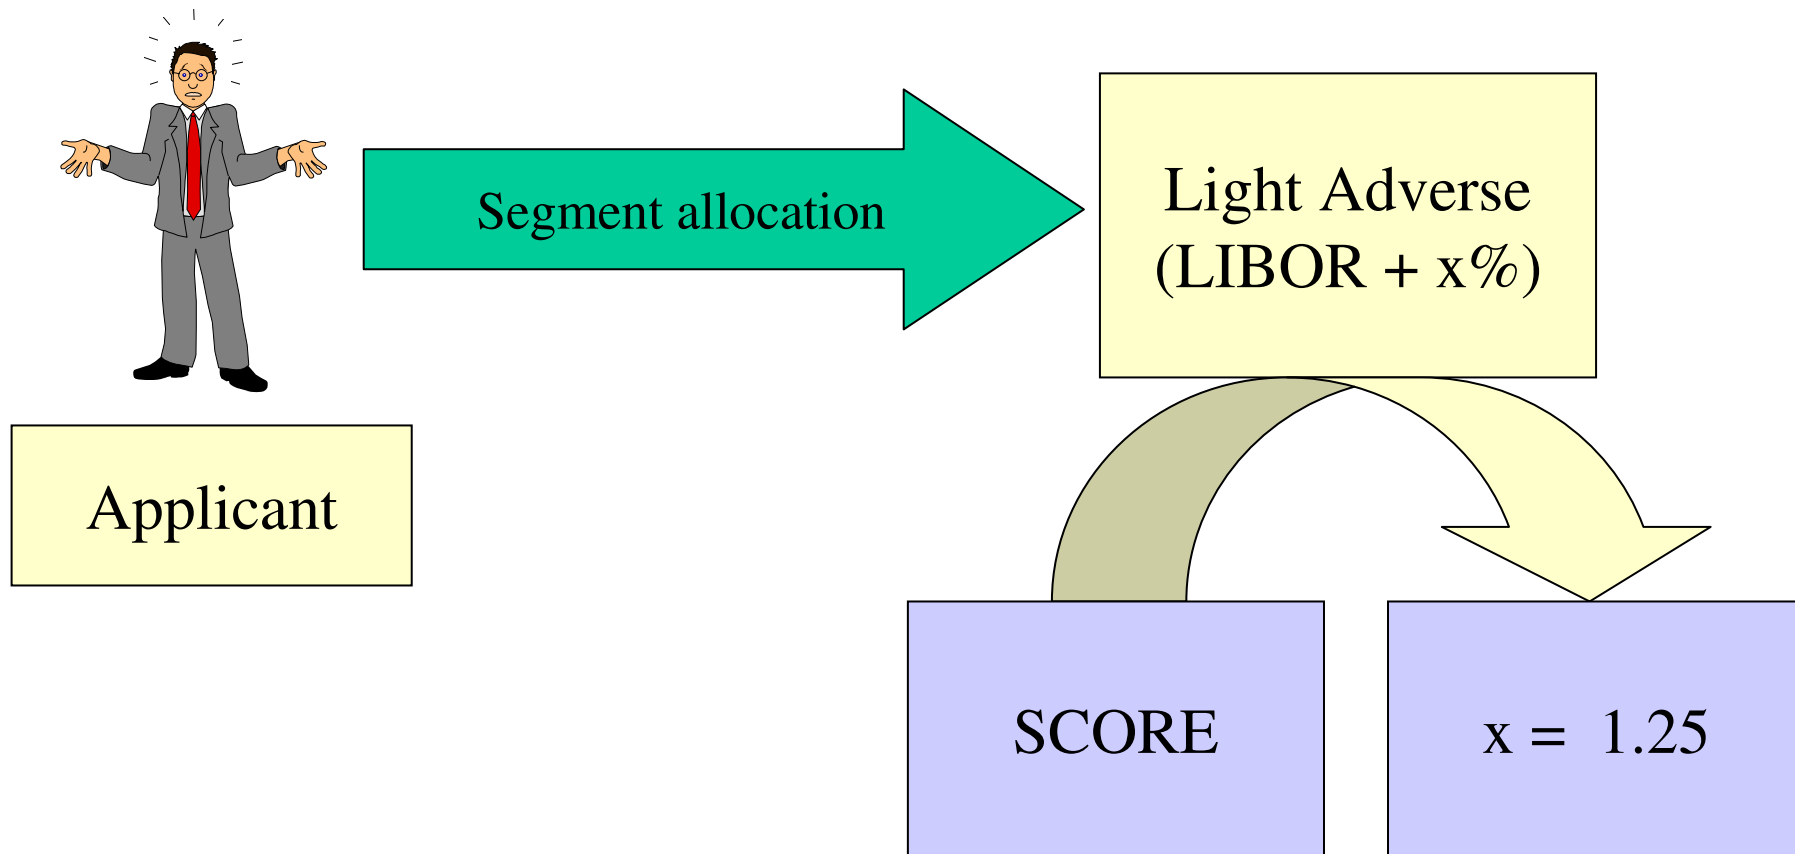 Segment allocation
Light Adverse
(LIBOR + x%)
Applicant
SCORE
x =  1.25